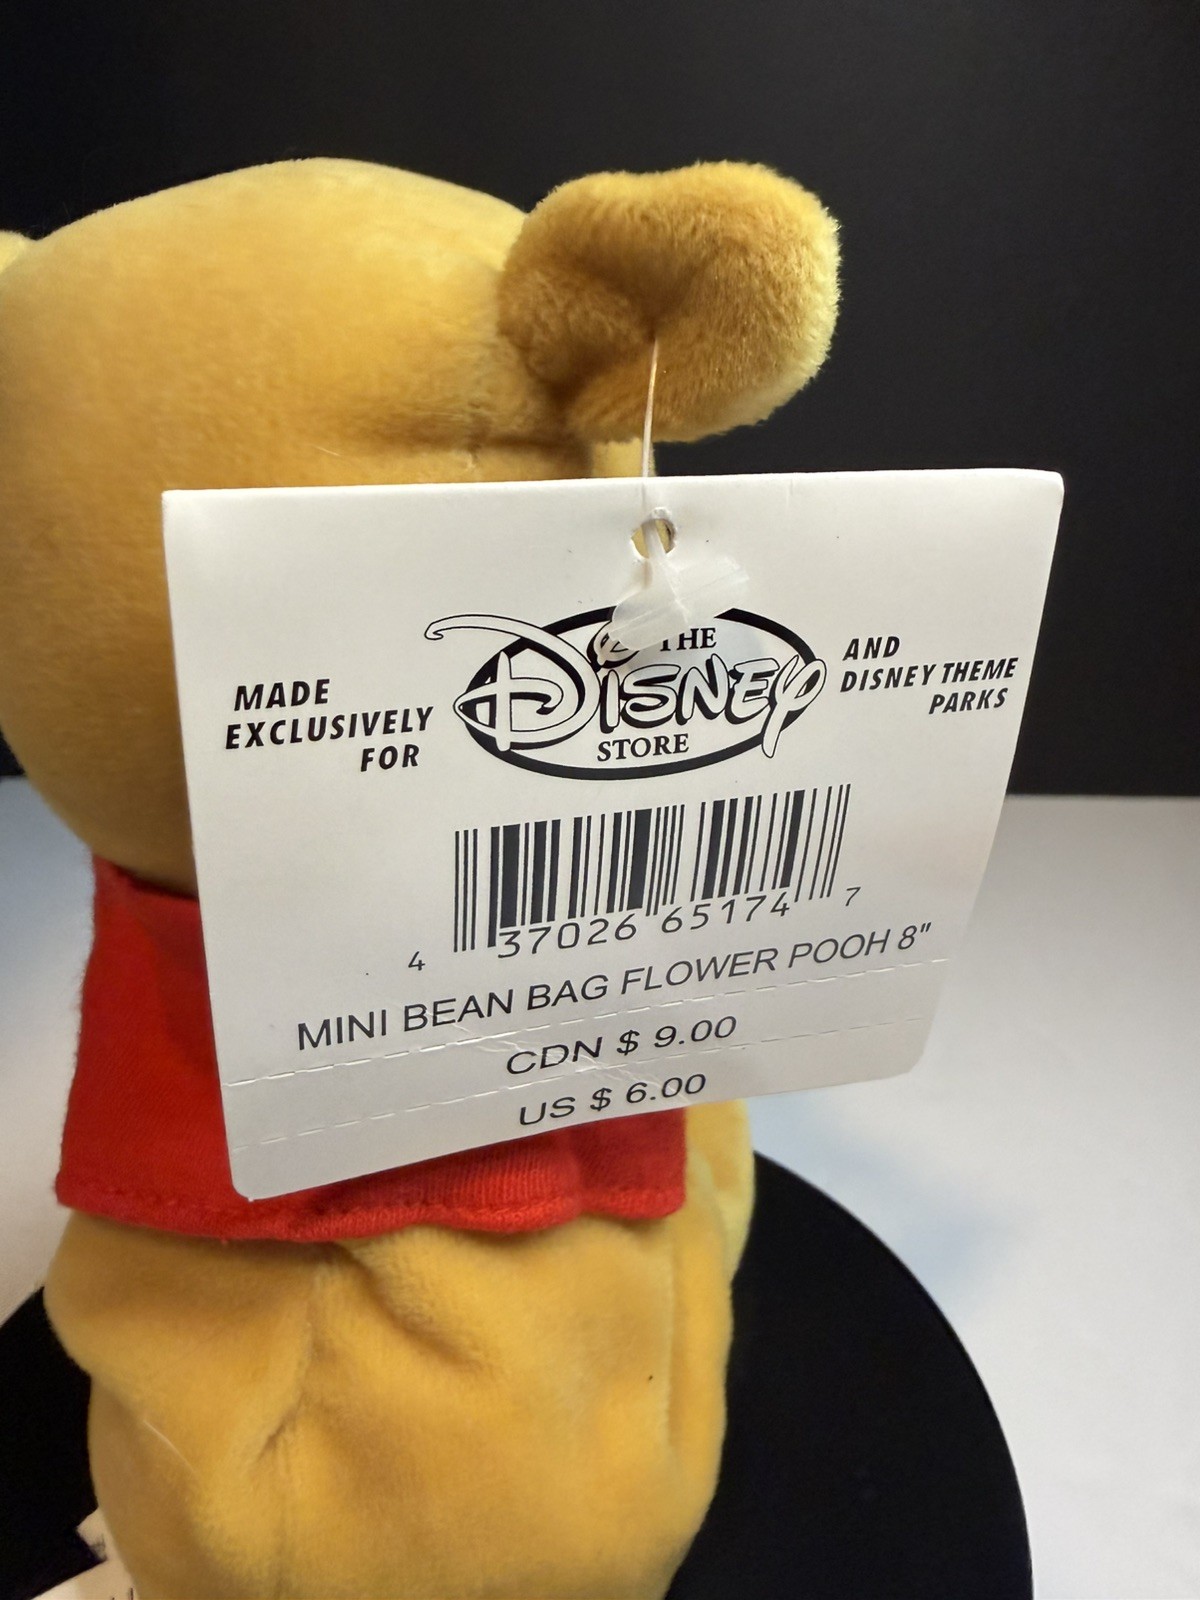 MADE
EXCLUSIVELY
FOR
THE
DISNEY
STORE
AND
DISNEY THEME
PARKS
4 37026 65174 7
MINI BEAN BAG FLOWER POOH 8"
CDN $ 9.00
US $ 6.00